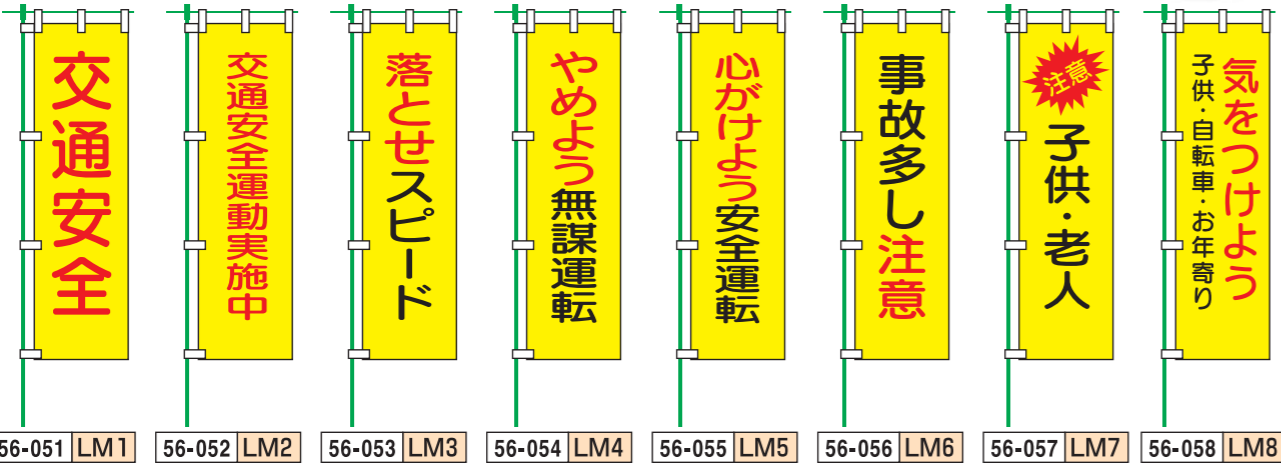 交通安全
交通安全運動実施中
落とせスピード
やめよう無謀運転
心がけよう安全運転
事故多し注意
注意
子供・老人
気をつけよう
子供・自転車・お年寄り
56-051 LM1
56-052 LM2
56-053 LM3
56-054 LM4
56-055 LM5
56-056 LM6
56-057 LM7
56-058 LM8